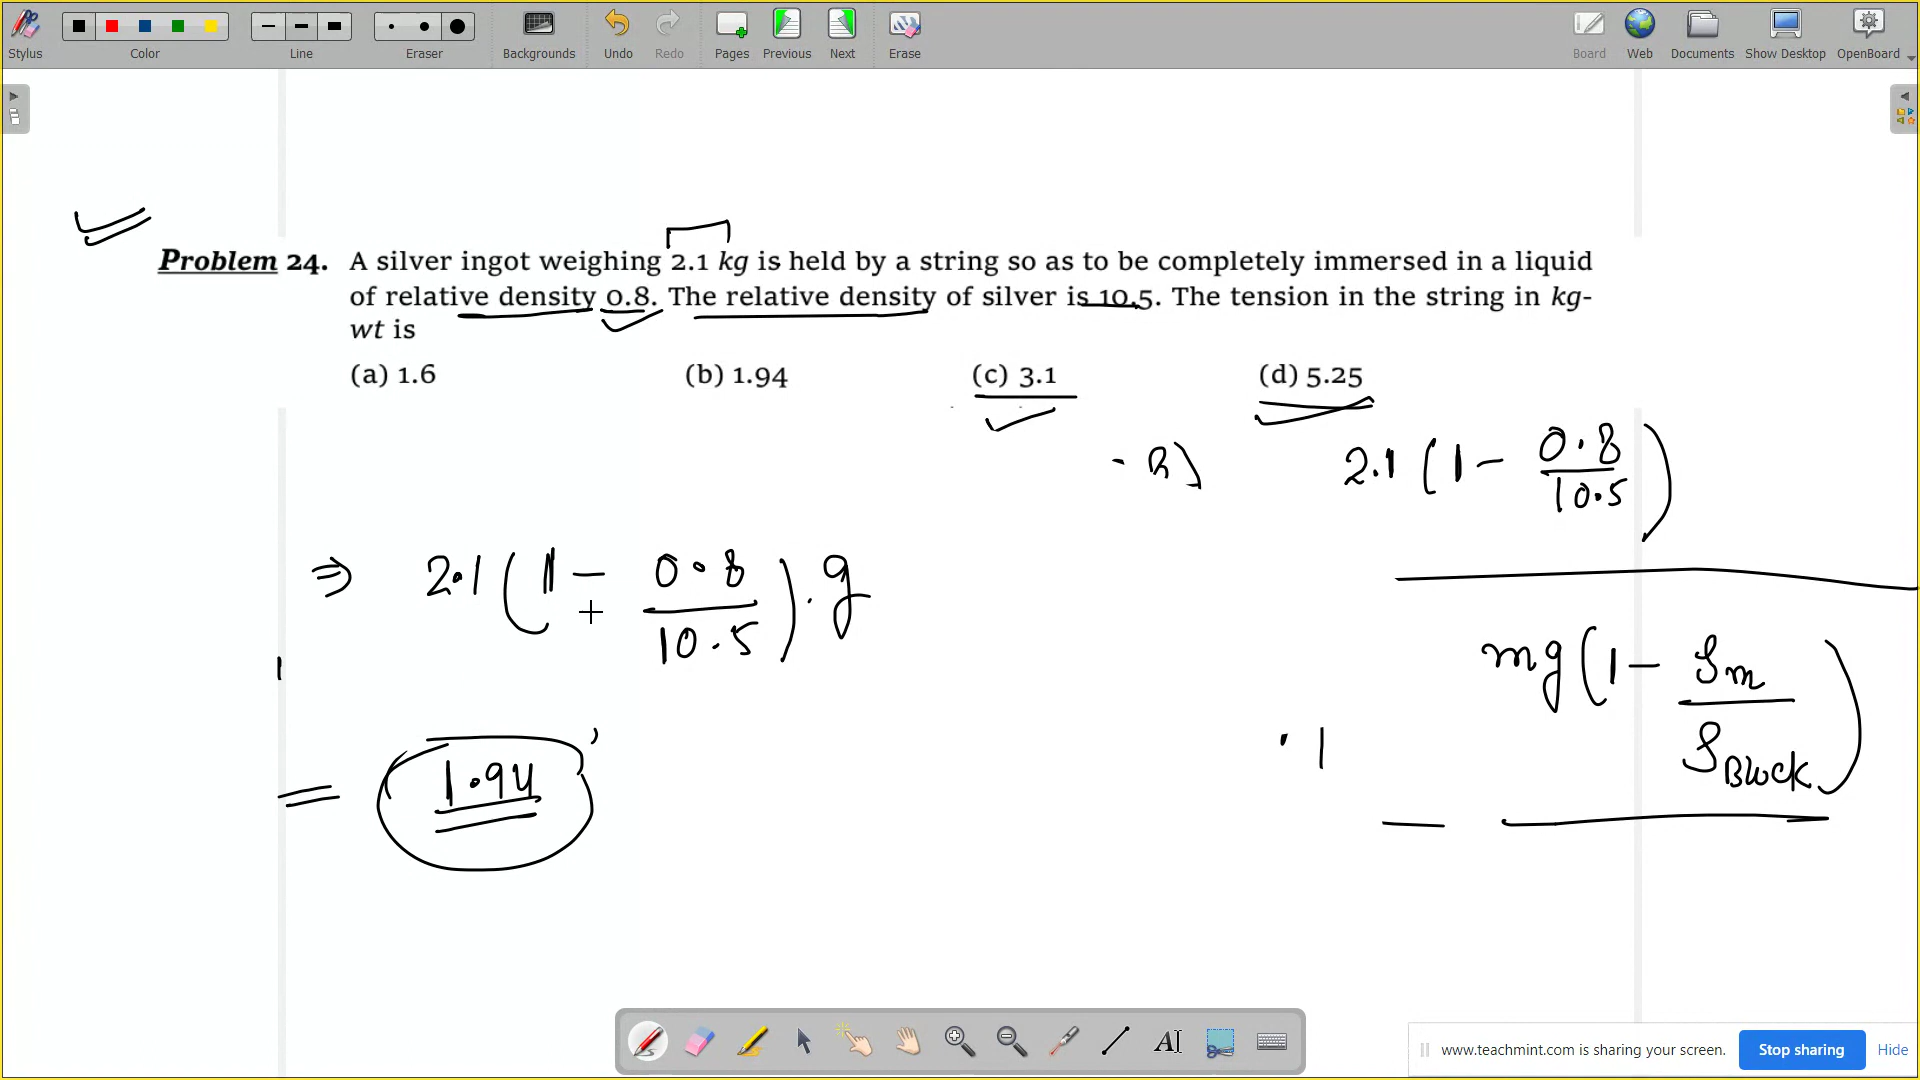 Stylus Color Line Eraser Backgrounds Undo Redo Pages Previous Next Erase Board Web Documents Show Desktop OpenBoard
Problem 24. A silver ingot weighing 2.1 kg is held by a string so as to be completely immersed in a liquid
of relative density 0.8. The relative density of silver is 10.5. The tension in the string in kg-
wt is
(a) 1.6 (b) 1.94 (c) 3.1 (d) 5.25
2.1 (1 - 0.8/10.5)
⇒ 2.1 (1 - 0.8/10.5) . g
mg (1 - ρm/ρBlock)
= 1.94
www.teachmint.com is sharing your screen. Stop sharing Hide